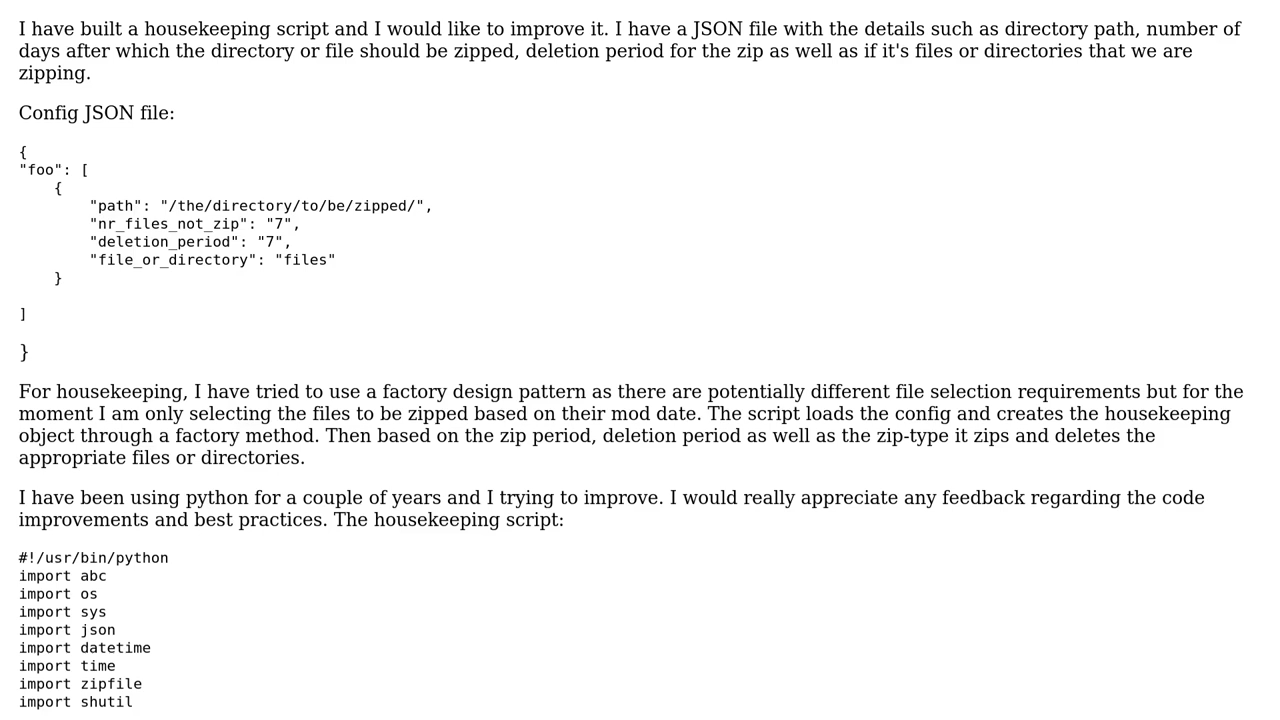 I have built a housekeeping script and I would like to improve it. I have a JSON file with the details such as directory path, number of
days after which the directory or file should be zipped, deletion period for the zip as well as if it's files or directories that we are
zipping.
Config JSON file:
{
"foo": [
    {
        "path": "/the/directory/to/be/zipped/",
        "nr_files_not_zip": "7",
        "deletion_period": "7",
        "file_or_directory": "files"
    }
]
}
For housekeeping, I have tried to use a factory design pattern as there are potentially different file selection requirements but for the
moment I am only selecting the files to be zipped based on their mod date. The script loads the config and creates the housekeeping
object through a factory method. Then based on the zip period, deletion period as well as the zip-type it zips and deletes the
appropriate files or directories.
I have been using python for a couple of years and I trying to improve. I would really appreciate any feedback regarding the code
improvements and best practices. The housekeeping script:
#!/usr/bin/python
import abc
import os
import sys
import json
import datetime
import time
import zipfile
import shutil